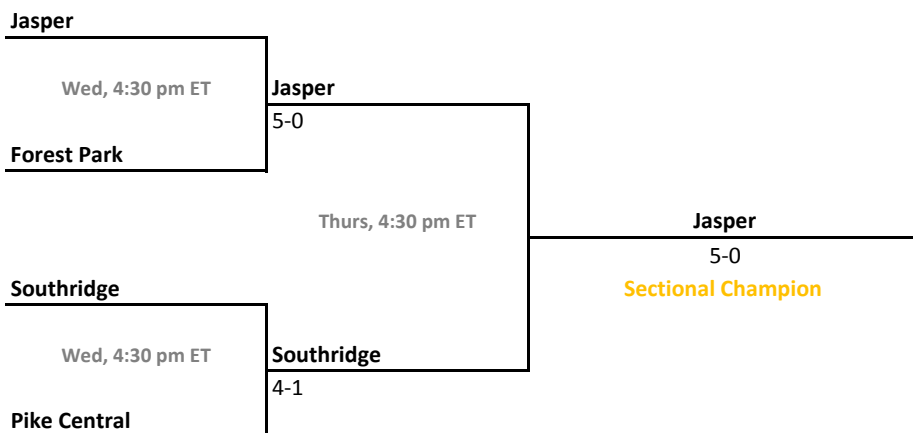 Jasper
Wed, 4:30 pm ET
Jasper
5-0
Forest Park
Thurs, 4:30 pm ET
Jasper
5-0
Sectional Champion
Southridge
Wed, 4:30 pm ET
Southridge
4-1
Pike Central